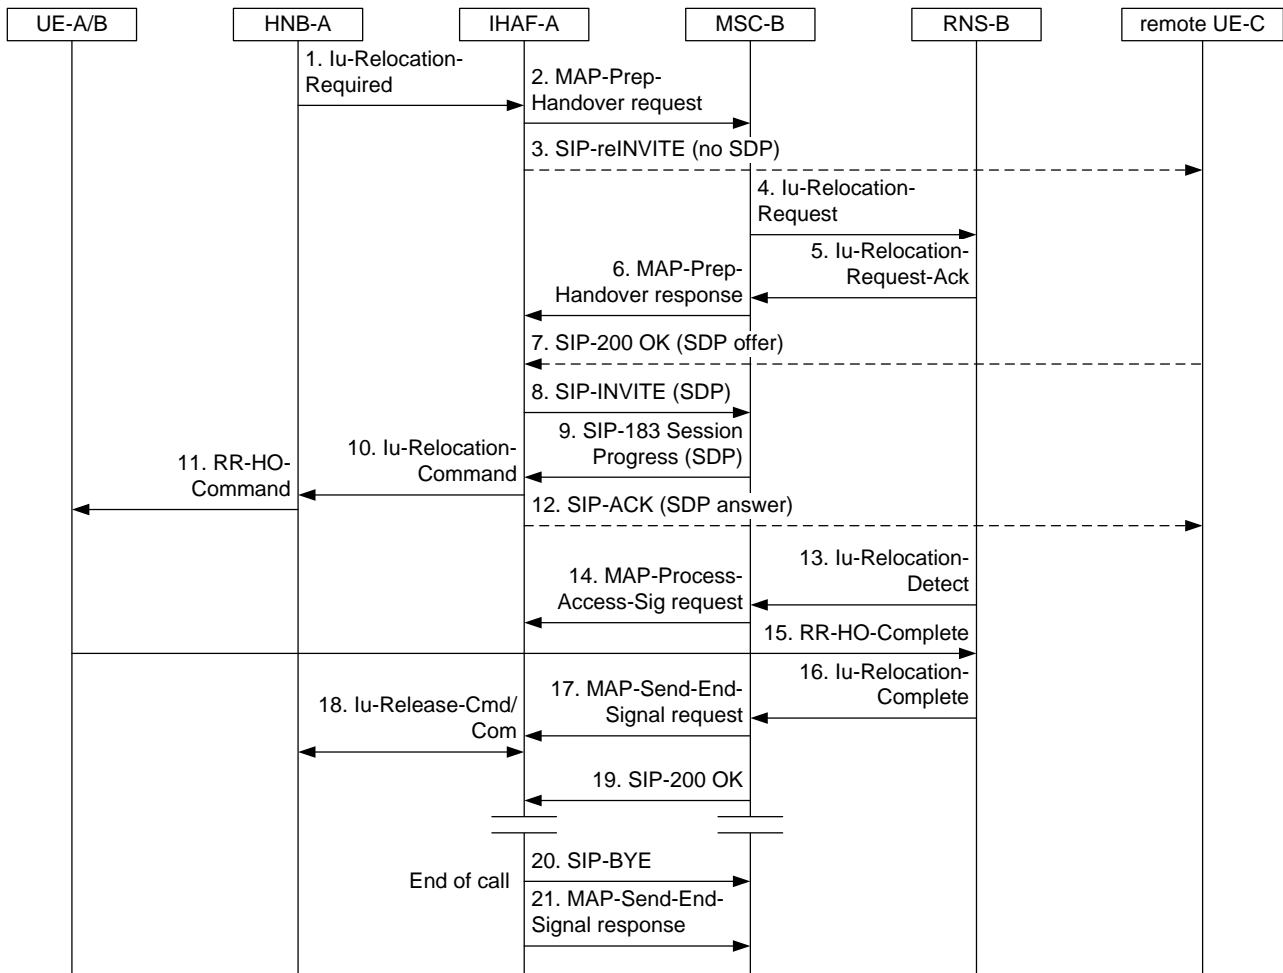 UE-A/B
HNB-A
IHAF-A
MSC-B
RNS-B
remote UE-C
1. Iu-Relocation-
Required
2. MAP-Prep-
Handover request
3. SIP-reINVITE (no SDP)
4. Iu-Relocation-
Request
5. Iu-Relocation-
Request-Ack
6. MAP-Prep-
Handover response
7. SIP-200 OK (SDP offer)
8. SIP-INVITE (SDP)
9. SIP-183 Session
Progress (SDP)
10. Iu-Relocation-
Command
11. RR-HO-
Command
12. SIP-ACK (SDP answer)
13. Iu-Relocation-
Detect
14. MAP-Process-
Access-Sig request
15. RR-HO-Complete
16. Iu-Relocation-
Complete
17. MAP-Send-End-
Signal request
18. Iu-Release-Cmd/
Com
19. SIP-200 OK
20. SIP-BYE
End of call
21. MAP-Send-End-
Signal response